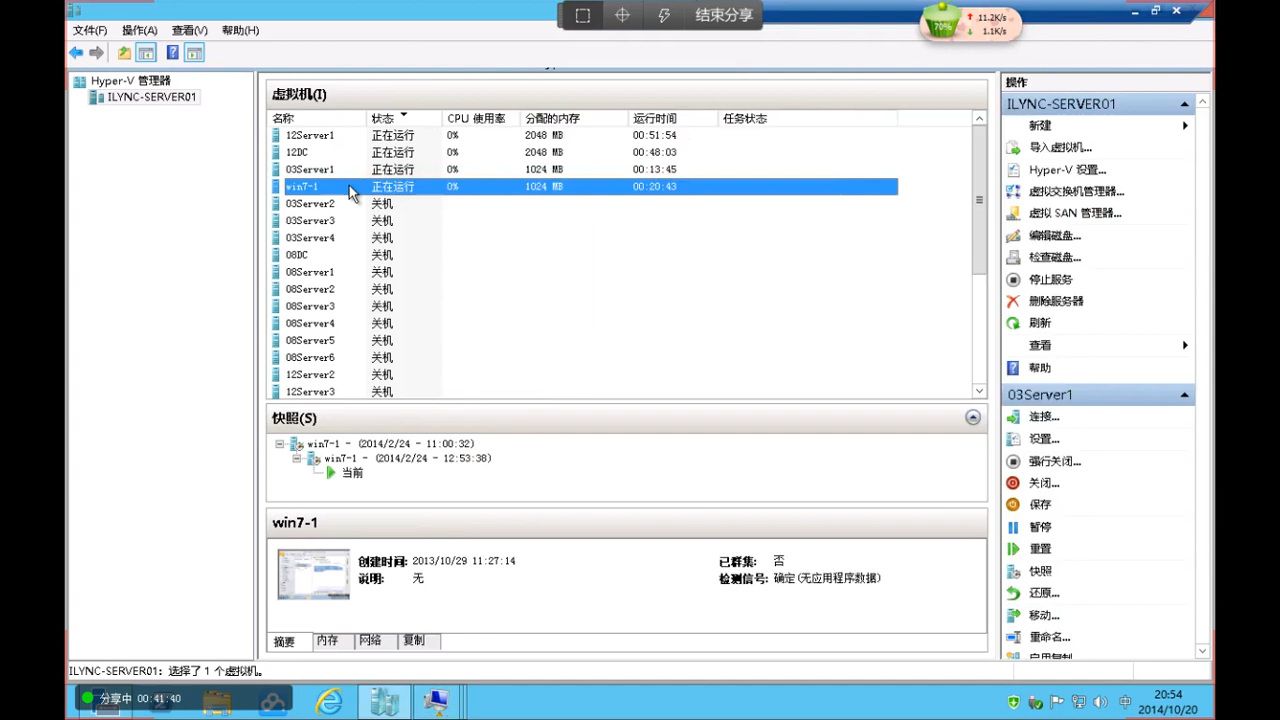 结束分享
70%
11.2K/s
1.1K/s
文件(F) 操作(A) 查看(V) 帮助(H)
Hyper-V 管理器
ILYNC-SERVER01
虚拟机(I)
名称 状态 CPU 使用率 分配的内存 运行时间 任务状态
12Server1 正在运行 0% 2048 MB 00:51:54
12DC 正在运行 0% 2048 MB 00:48:03
03Server1 正在运行 0% 1024 MB 00:13:45
win7-1 正在运行 0% 1024 MB 00:20:43
03Server2 关机
03Server3 关机
03Server4 关机
08DC 关机
08Server1 关机
08Server2 关机
08Server3 关机
08Server4 关机
08Server5 关机
08Server6 关机
12Server2 关机
12Server3 关机
快照(S)
win7-1 - (2014/2/24 - 11:00:32)
win7-1 - (2014/2/24 - 12:53:38)
当前
win7-1
创建时间: 2013/10/29 11:27:14 已群集: 否
说明: 无 检测信号: 确定(无应用程序数据)
摘要 内存 网络 复制
操作
ILYNC-SERVER01
新建
导入虚拟机...
Hyper-V 设置...
虚拟交换机管理器...
虚拟 SAN 管理器...
编辑磁盘...
检查磁盘...
停止服务
删除服务器
刷新
查看
帮助
03Server1
连接...
设置...
强行关闭...
关闭...
保存
暂停
重置
快照
还原...
移动...
重命名...
启用复制
ILYNC-SERVER01: 选择了 1 个虚拟机。
分享中 00:41:40
20:54
2014/10/20